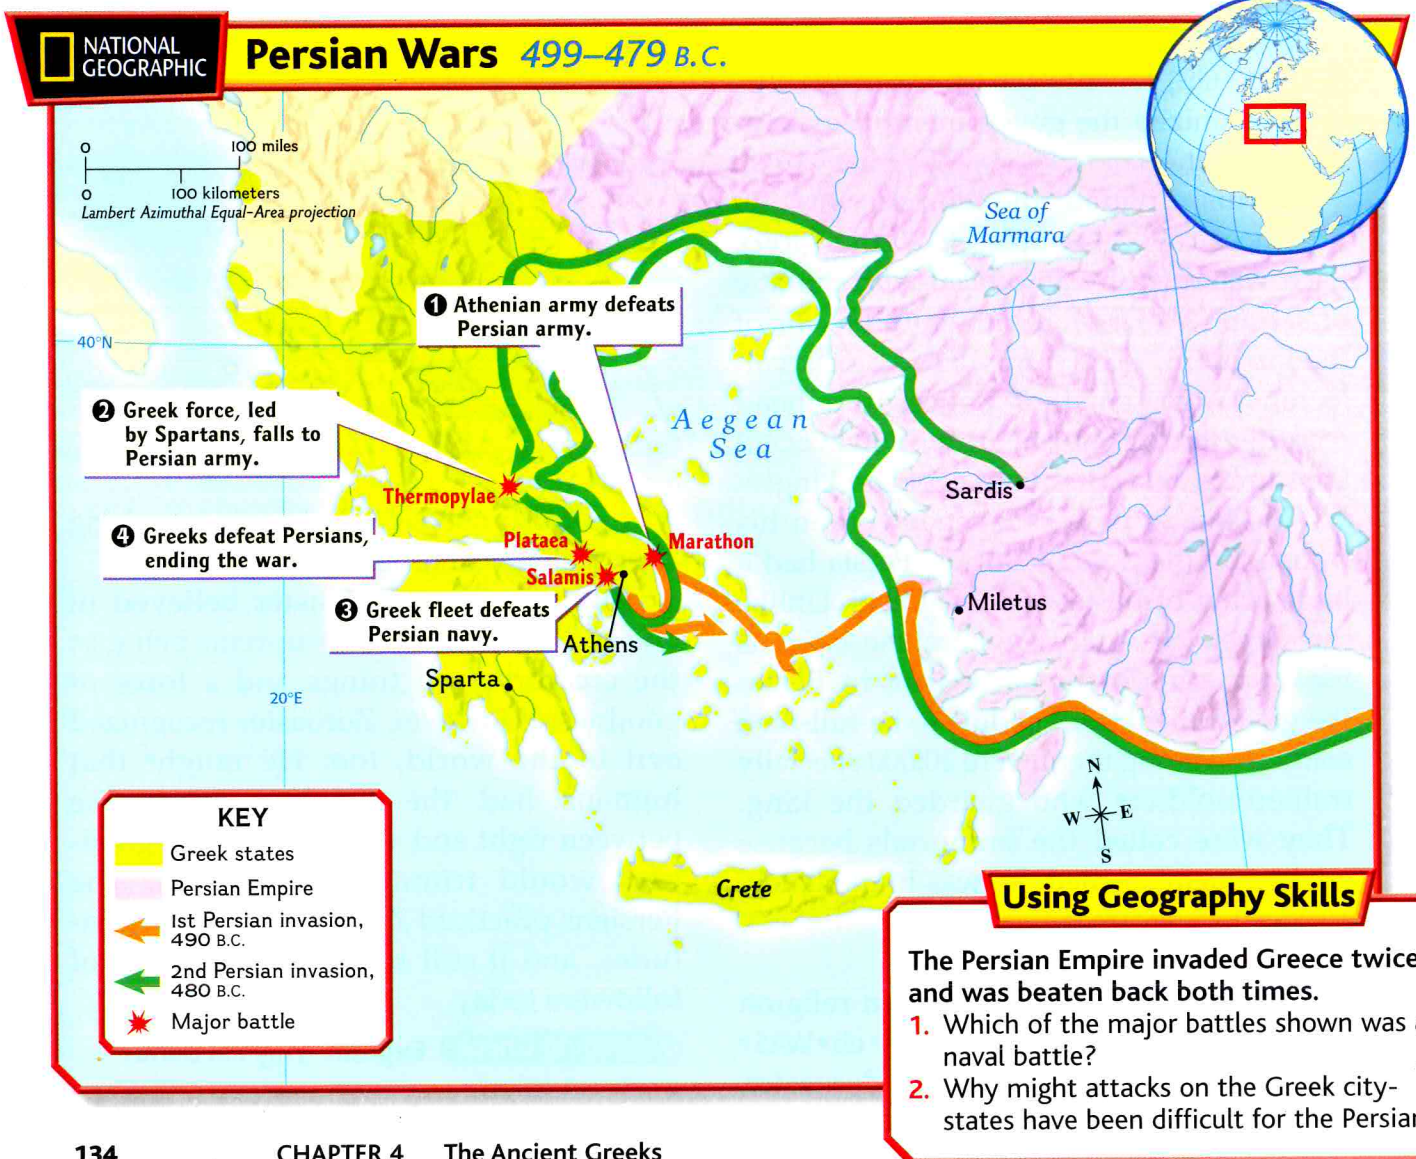 NATIONAL
GEOGRAPHIC
Persian Wars 499–479 B.C.
0 100 miles
0 100 kilometers
Lambert Azimuthal Equal-Area projection
Sea of
Marmara
❶ Athenian army defeats
Persian army.
40°N
❷ Greek force, led
by Spartans, falls to
Persian army.
Aegean
Sea
Sardis
Thermopylae
❹ Greeks defeat Persians,
ending the war.
Plataea
Marathon
Salamis
❸ Greek fleet defeats
Persian navy.
Miletus
Athens
Sparta
20°E
N
W E
S
KEY
Greek states
Persian Empire
1st Persian invasion,
490 B.C.
2nd Persian invasion,
480 B.C.
Major battle
Crete
Using Geography Skills
The Persian Empire invaded Greece twice
and was beaten back both times.
1. Which of the major battles shown was a
naval battle?
2. Why might attacks on the Greek city-
states have been difficult for the
134 CHAPTER 4 The Ancient Greeks